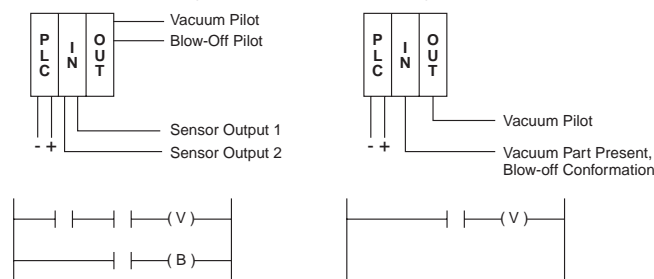 PLC IN OUT
Vacuum Pilot
Blow-Off Pilot
- +
Sensor Output 1
Sensor Output 2
( V )
( B )
PLC IN OUT
- +
Vacuum Pilot
Vacuum Part Present,
Blow-off Conformation
( V )